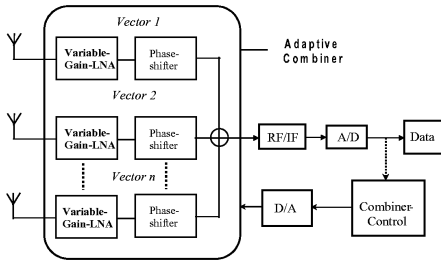 Vector 1
Variable-
Gain-LNA
Phase-
shifter
Adaptive
Combiner
Vector 2
Variable-
Gain-LNA
Phase-
shifter
RF/IF
A/D
Data
Vector n
Variable-
Gain-LNA
Phase-
shifter
D/A
Combiner-
Control